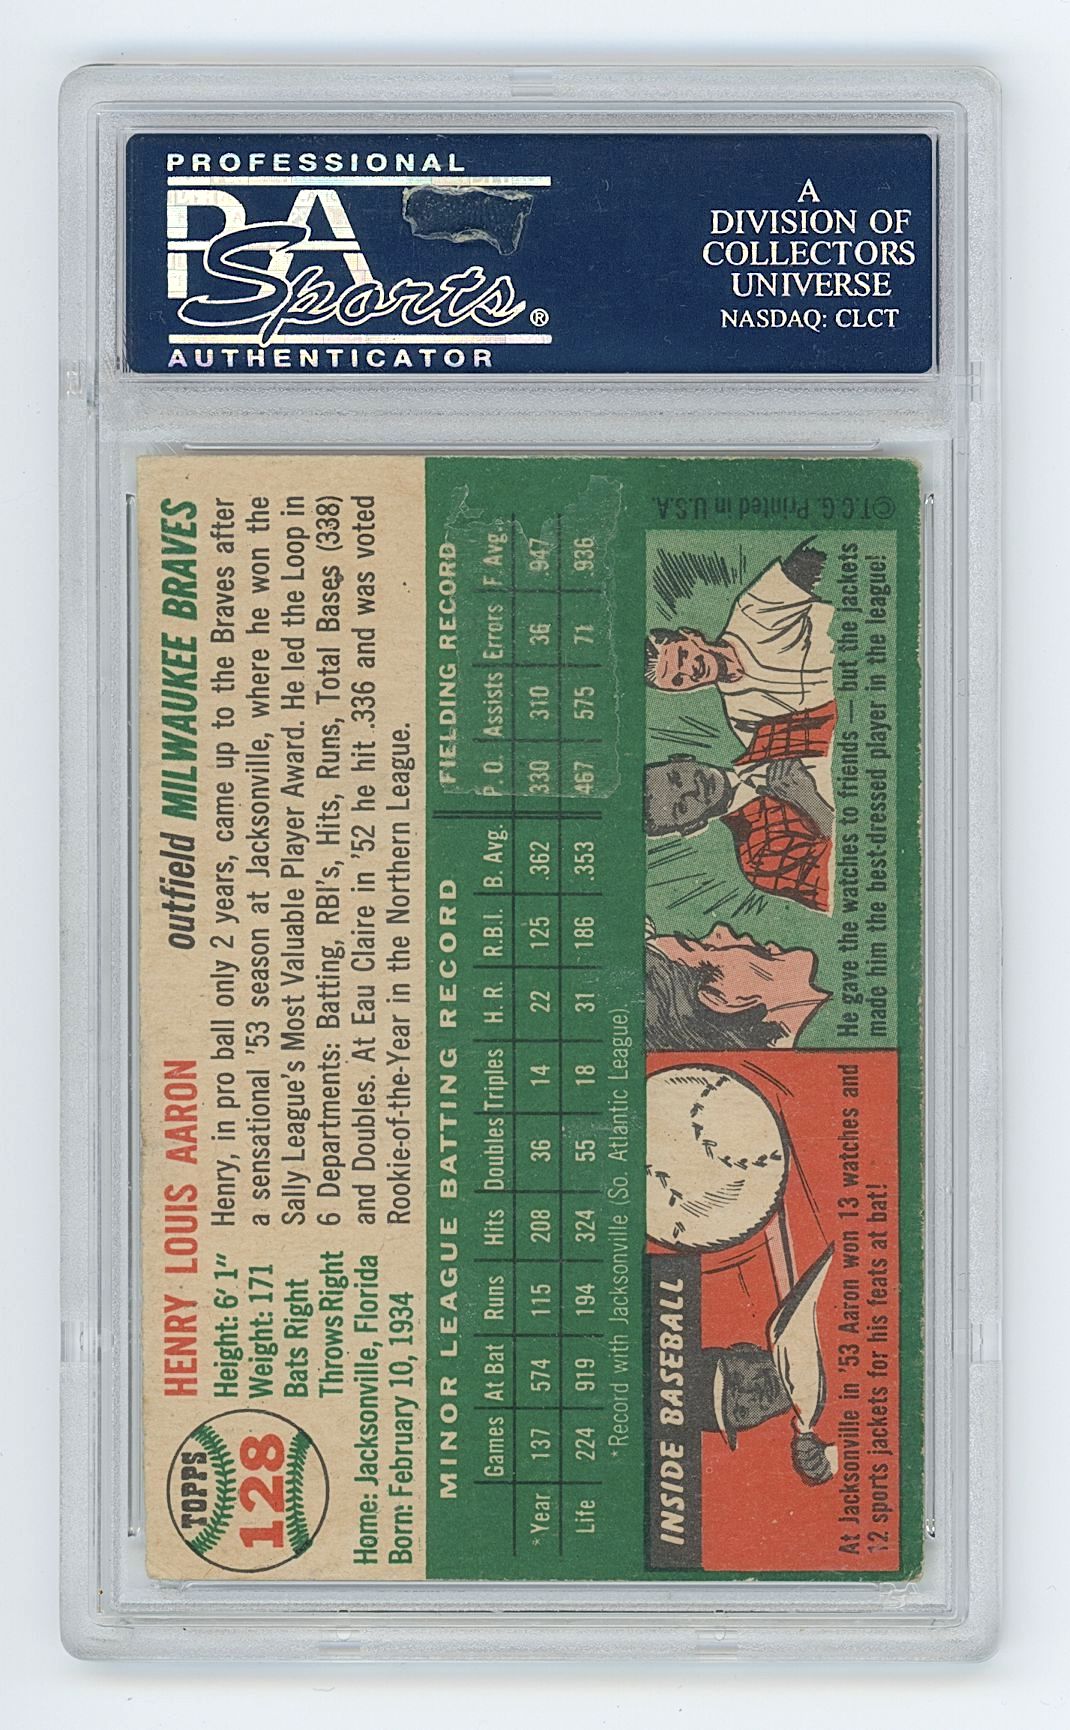 PROFESSIONAL
PSA
Sports®
AUTHENTICATOR
A
DIVISION OF
COLLECTORS
UNIVERSE
NASDAQ: CLCT
TOPPS
128
HENRY LOUIS AARON
outfield MILWAUKEE BRAVES
Height: 6' 1"
Weight: 171
Bats Right
Throws Right
Home: Jacksonville, Florida
Born: February 10, 1934
Henry, in pro ball only 2 years, came up to the Braves after
a sensational '53 season at Jacksonville, where he won the
Sally League's Most Valuable Player Award. He led the Loop in
6 Departments: Batting, RBI's, Hits, Runs, Total Bases (338)
and Doubles. At Eau Claire in '52 he hit .336 and was voted
Rookie-of-the-Year in the Northern League.
MINOR LEAGUE BATTING RECORD FIELDING RECORD
Games At Bat Runs Hits Doubles Triples H. R. R.B.I. B. Avg. P. O. Assists Errors F. Avg.
*Year 137 574 115 208 36 14 22 125 .362 330 310 36 .947
Life 224 919 194 324 55 18 31 186 .353 467 575 71 .936
*Record with Jacksonville (So. Atlantic League)
INSIDE BASEBALL
At Jacksonville in '53 Aaron won 13 watches and
12 sports jackets for his feats at bat!
He gave the watches to friends — but the jackets
made him the best-dressed player in the league!
©T.C.G. Printed in U.S.A.